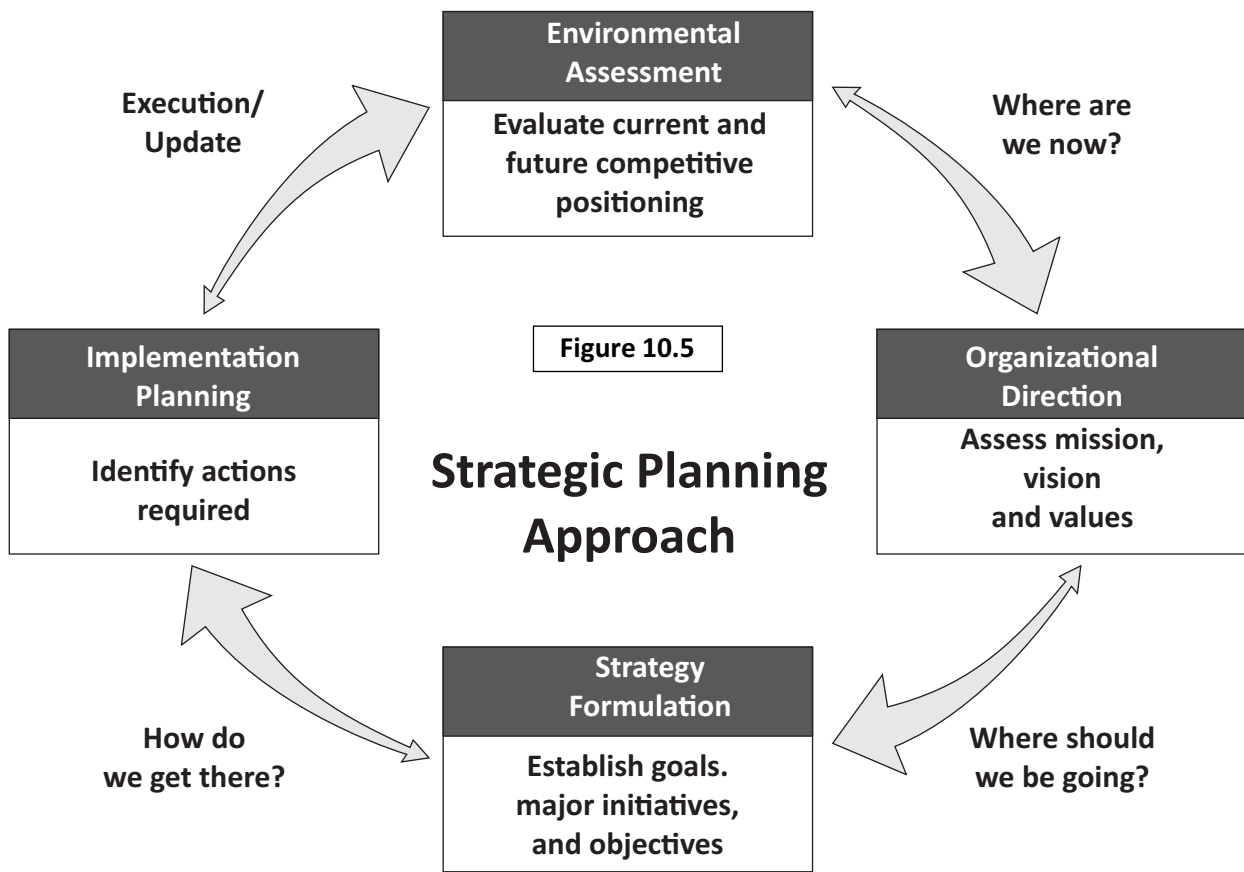 Environmental
Assessment
Evaluate current and
future competitive
positioning
Execution/
Update
Where are
we now?
Implementation
Planning
Identify actions
required
Figure 10.5
Strategic Planning
Approach
Organizational
Direction
Assess mission,
vision
and values
How do
we get there?
Strategy
Formulation
Establish goals.
major initiatives,
and objectives
Where should
we be going?